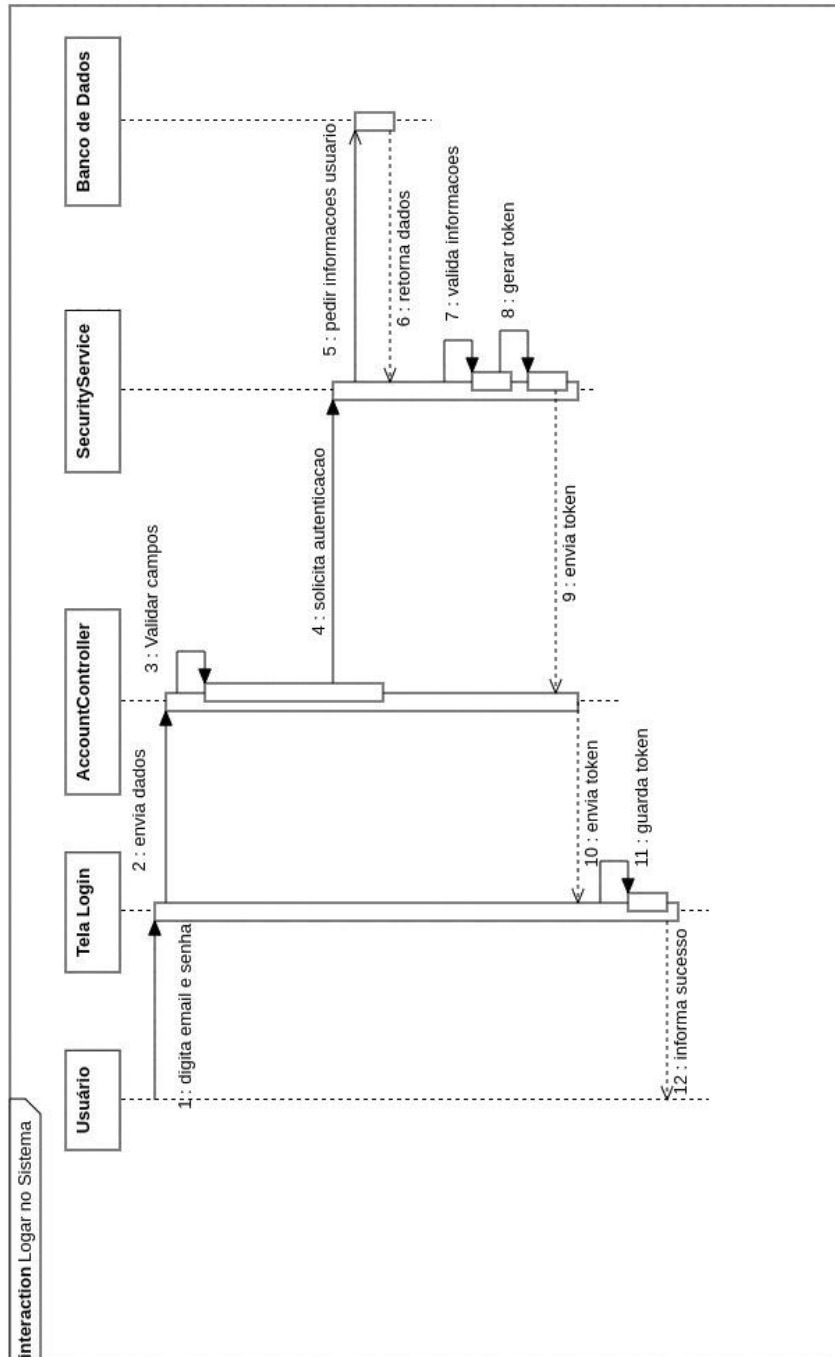 interaction Logar no Sistema
Usuário
Tela Login
AccountController
SecurityService
Banco de Dados
1 : digita email e senha
2 : envia dados
3 : Validar campos
4 : solicita autenticacao
5 : pedir informacoes usuario
6 : retorna dados
7 : valida informacoes
8 : gerar token
9 : envia token
10 : envia token
11 : guarda token
12 : informa sucesso